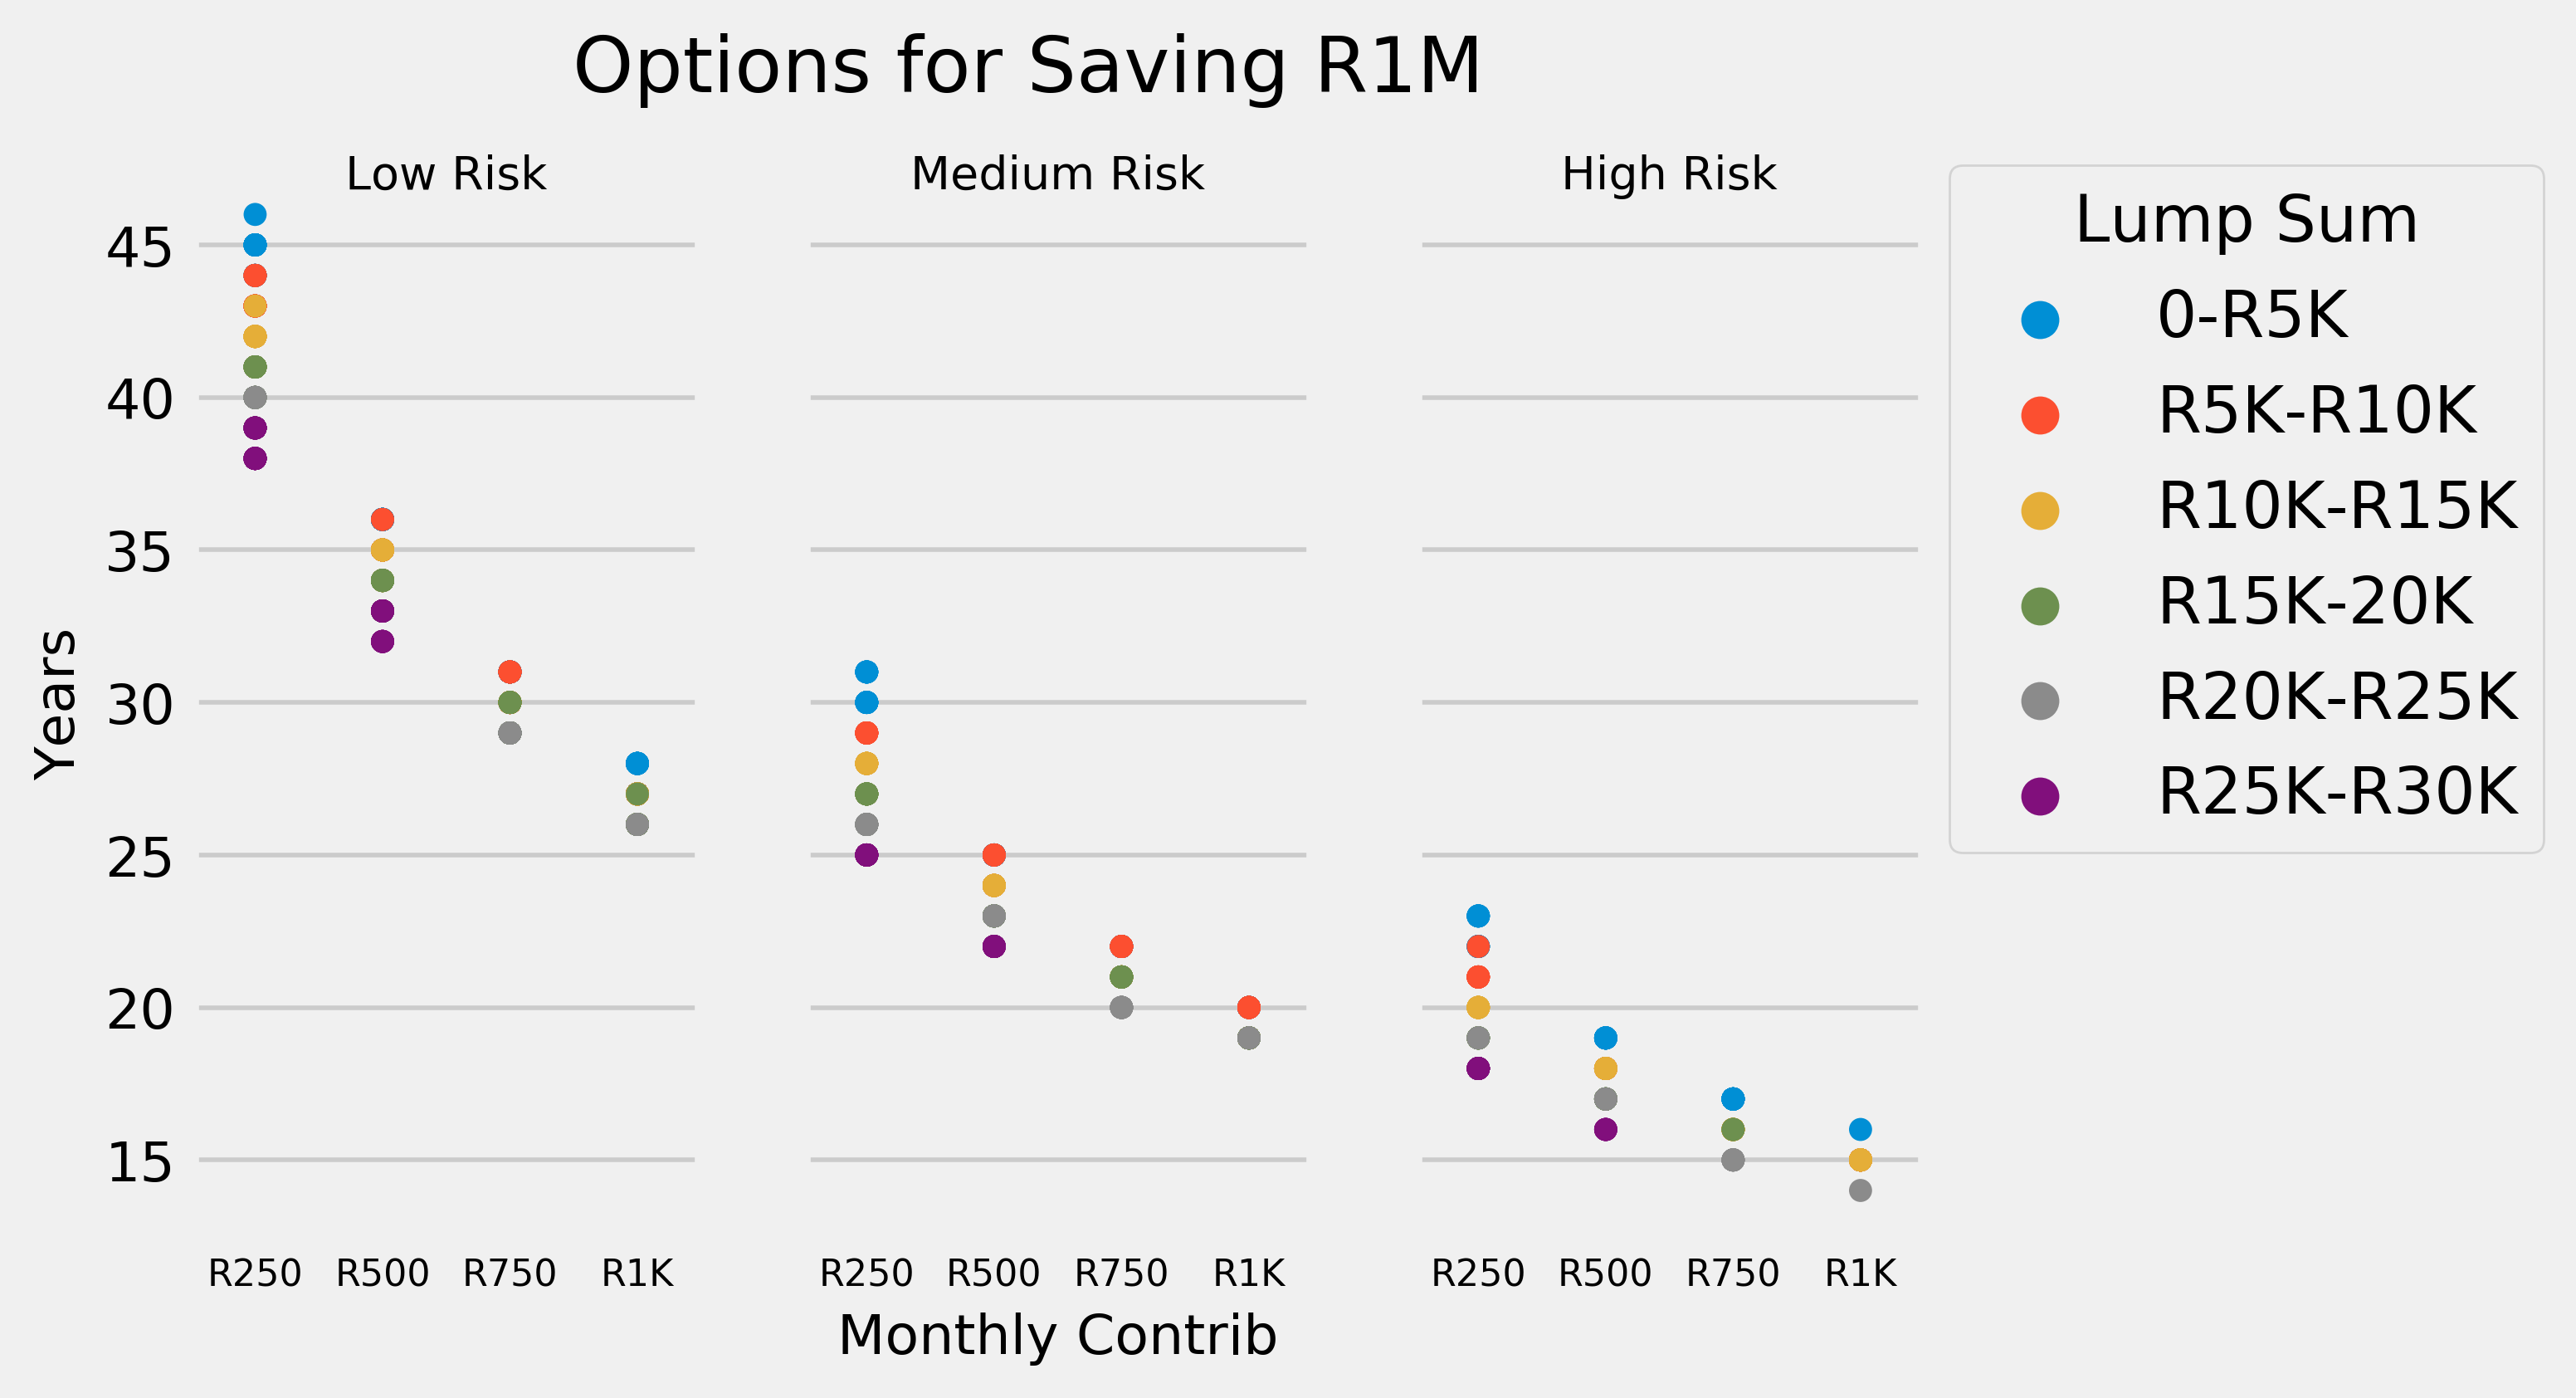 Options for Saving R1M
Low Risk
Medium Risk
High Risk
Lump Sum
0-R5K
R5K-R10K
R10K-R15K
R15K-20K
R20K-R25K
R25K-R30K
Years
45
40
35
30
25
20
15
R250 R500 R750 R1K
R250 R500 R750 R1K
R250 R500 R750 R1K
Monthly Contrib